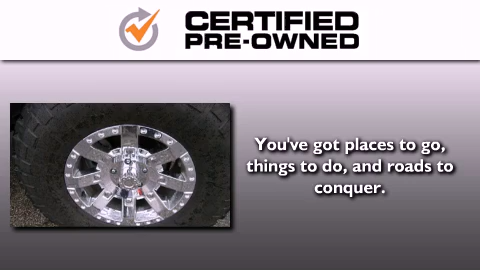 CERTIFIED
PRE-OWNED
You've got places to go,
things to do, and roads to
conquer.